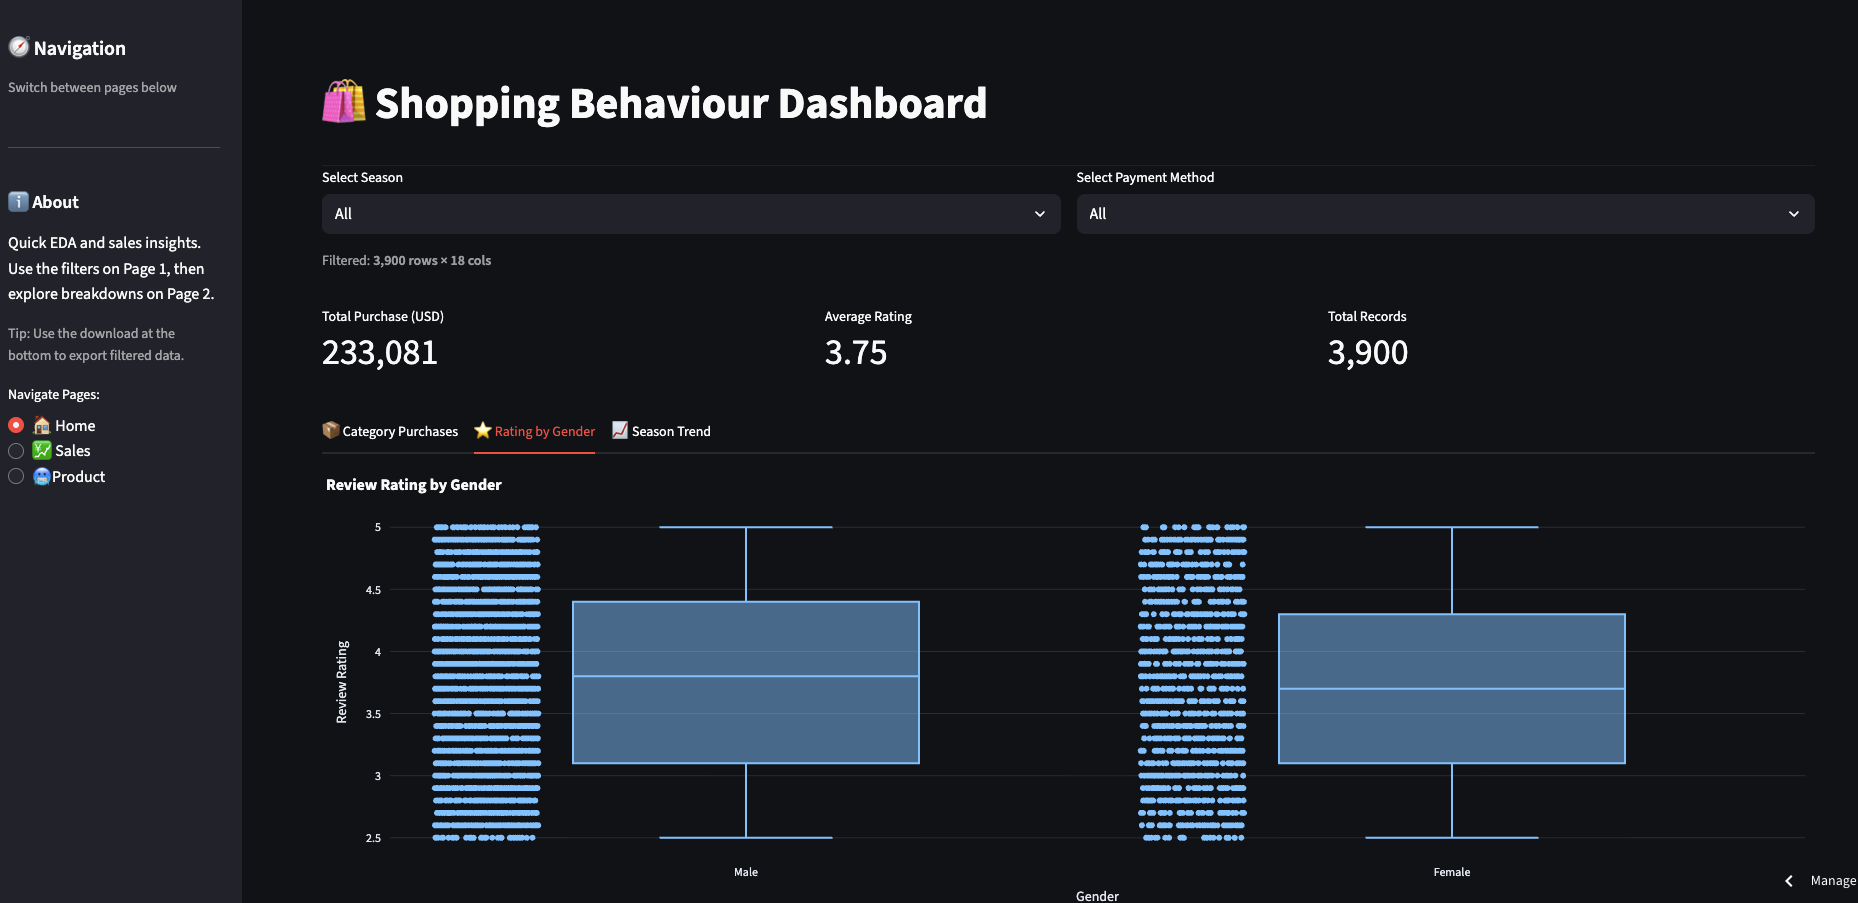 Navigation
Switch between pages below
About
Quick EDA and sales insights.
Use the filters on Page 1, then
explore breakdowns on Page 2.
Tip: Use the download at the
bottom to export filtered data.
Navigate Pages:
Home
Sales
Product
Shopping Behaviour Dashboard
Select Season
Select Payment Method
All
All
Filtered: 3,900 rows × 18 cols
Total Purchase (USD)
Average Rating
Total Records
233,081
3.75
3,900
Category Purchases
Rating by Gender
Season Trend
Review Rating by Gender
5
4.5
4
3.5
3
2.5
Review Rating
Male
Female
Gender
Manage